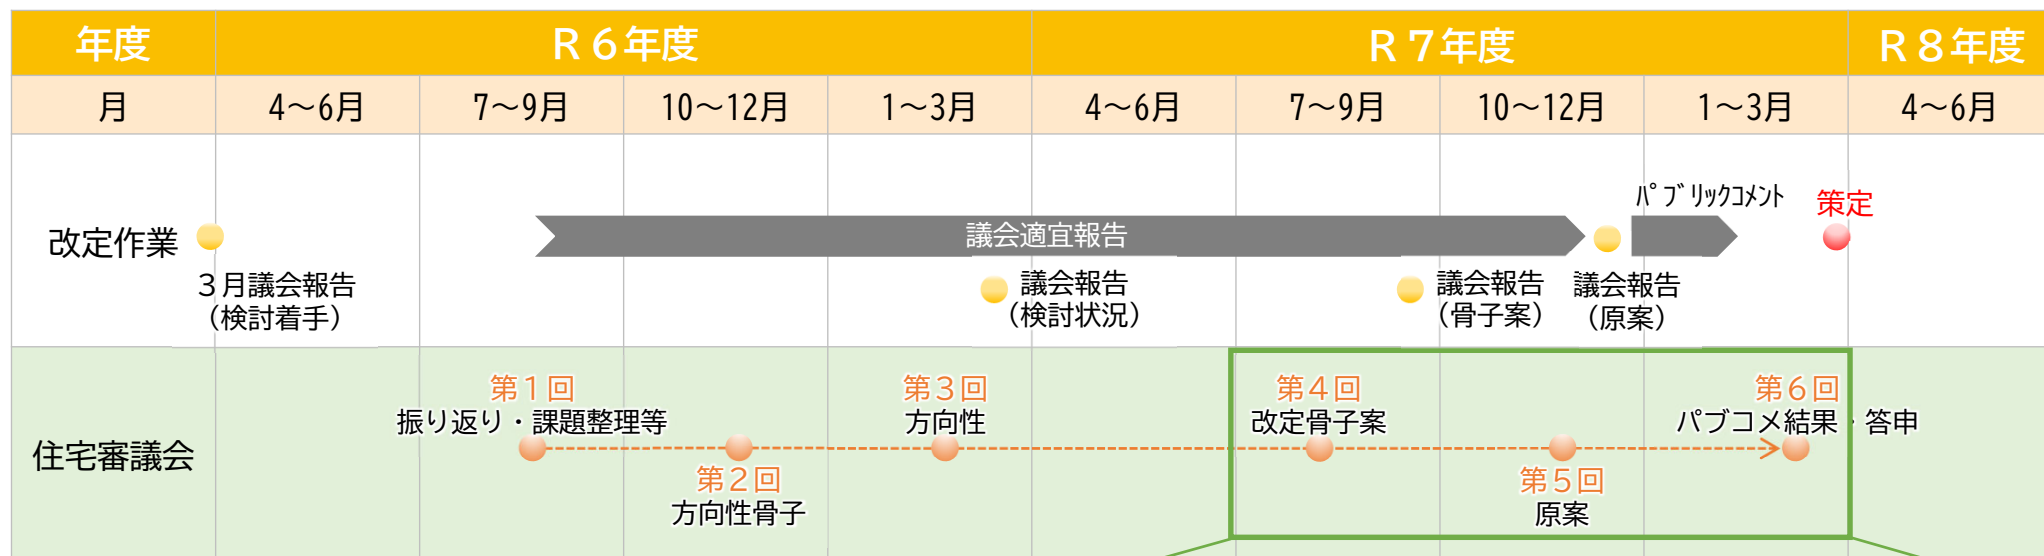 年度 R6年度 R7年度 R8年度
月 4～6月 7～9月 10～12月 1～3月 4～6月 7～9月 10～12月 1～3月 4～6月
改定作業
３月議会報告
（検討着手）
議会適宜報告
議会報告
（検討状況）
議会報告
（骨子案）
議会報告
（原案）
ﾊﾟﾌﾞﾘｯｸｺﾒﾝﾄ
策定
住宅審議会
第１回
振り返り・課題整理等
第２回
方向性骨子
第３回
方向性
第４回
改定骨子案
第５回
原案
第６回
パブコメ結果・答申